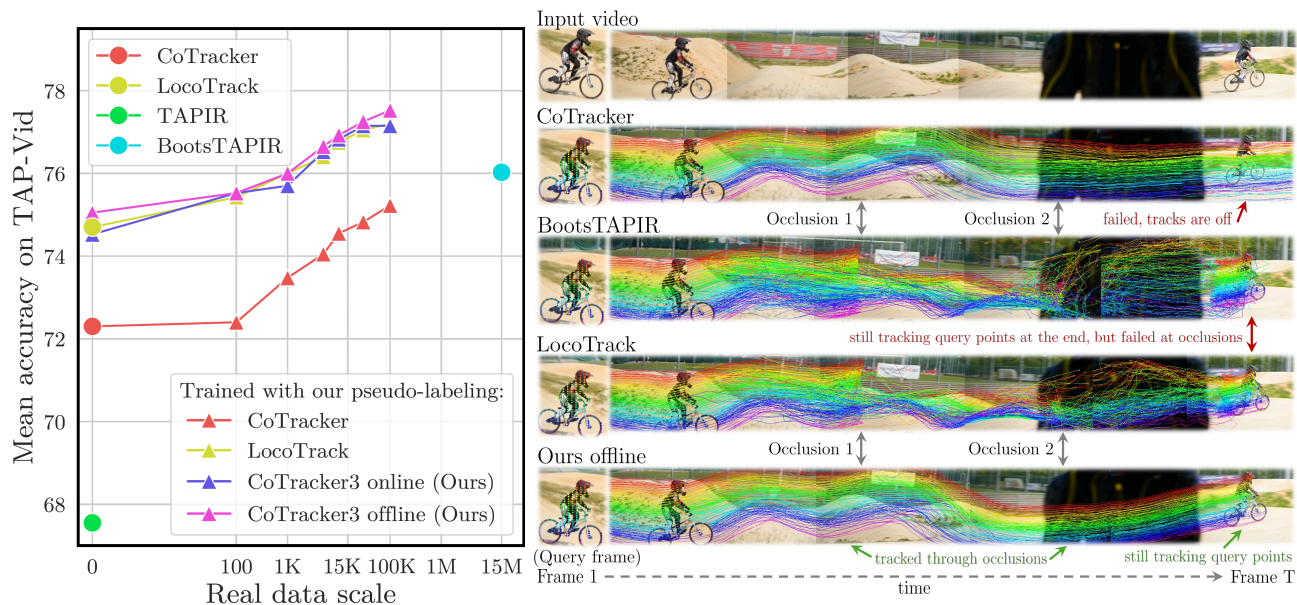 Mean accuracy on TAP-Vid
78
76
74
72
70
68
CoTracker
LocoTrack
TAPIR
BootsTAPIR
Trained with our pseudo-labeling:
CoTracker
LocoTrack
CoTracker3 online (Ours)
CoTracker3 offline (Ours)
0 100 1K 15K 100K 1M 15M
Real data scale
Input video
CoTracker
Occlusion 1 Occlusion 2 failed, tracks are off
BootsTAPIR
still tracking query points at the end, but failed at occlusions
LocoTrack
Occlusion 1 Occlusion 2
Ours offline
(Query frame) tracked through occlusions still tracking query points
Frame 1 Frame T
time